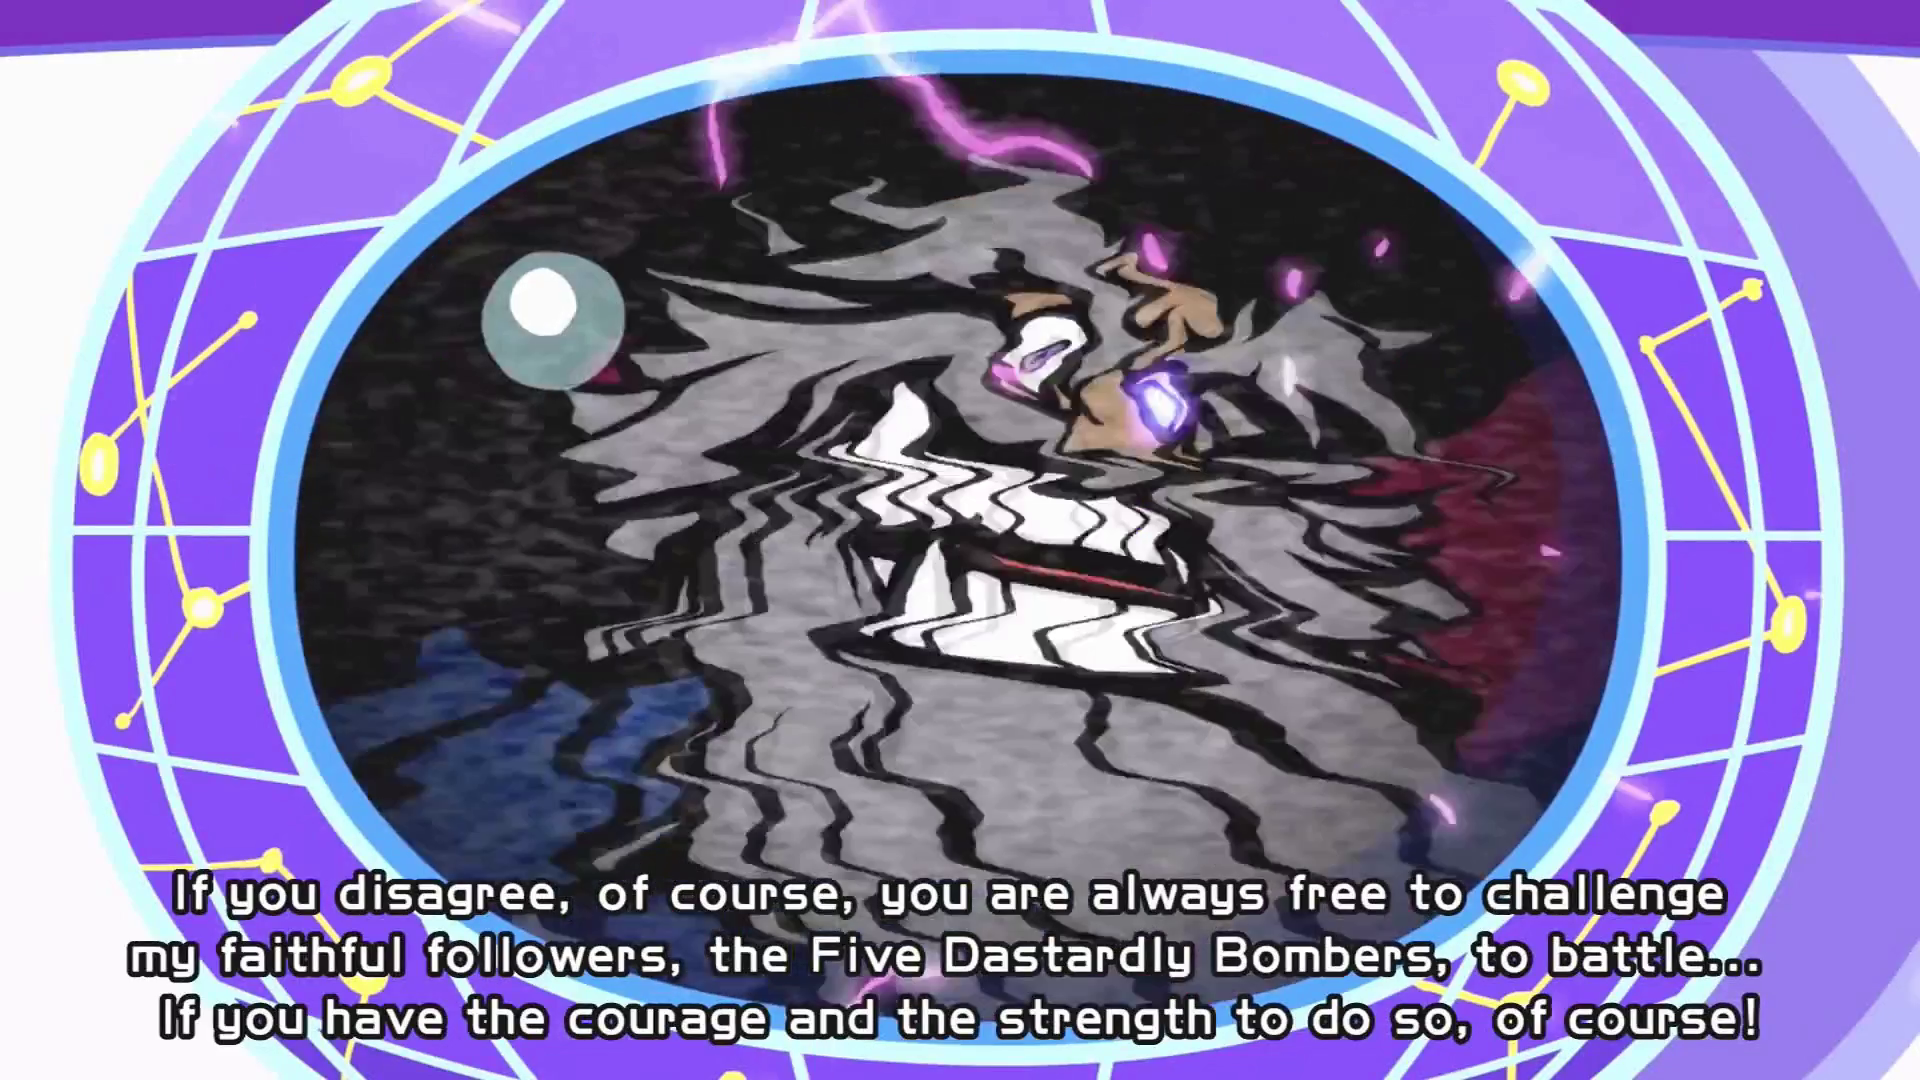 If you disagree, of course, you are always free to challenge
my faithful followers, the Five Dastardly Bombers, to battle...
If you have the courage and the strength to do so, of course!